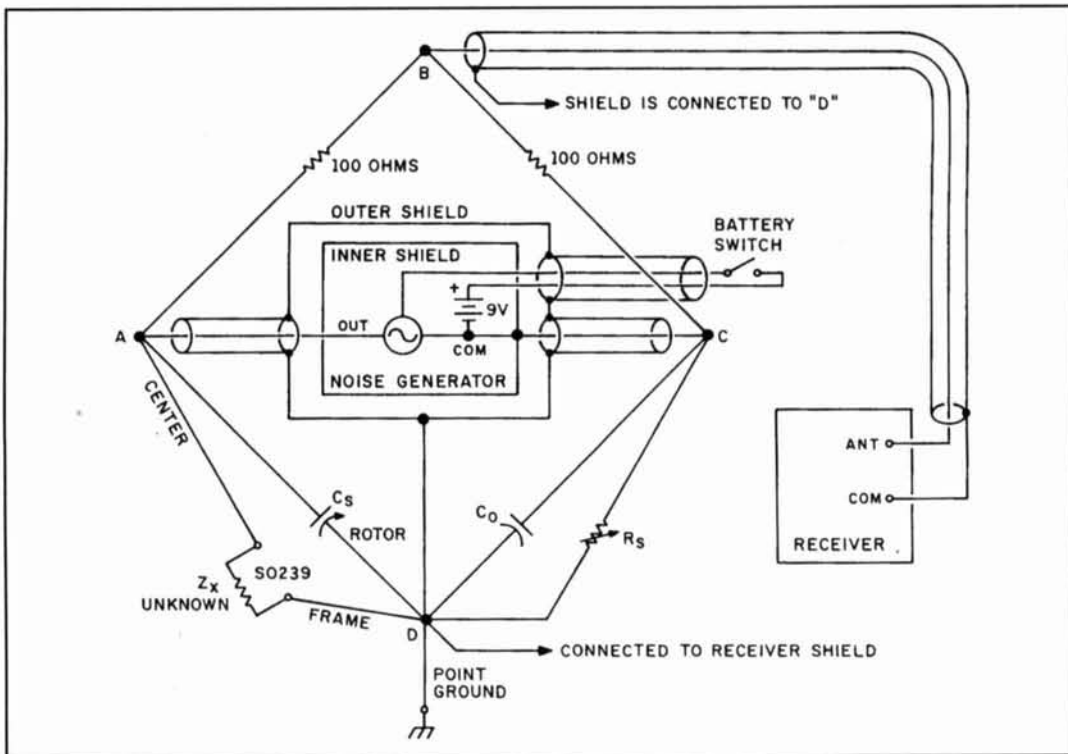 B
SHIELD IS CONNECTED TO "D"
100 OHMS
100 OHMS
OUTER SHIELD
BATTERY
SWITCH
INNER SHIELD
+
9V
A
OUT
COM
C
NOISE GENERATOR
CENTER
ANT
COM
RECEIVER
CS
ROTOR
CO
RS
SO239
ZX
UNKNOWN
FRAME
D
CONNECTED TO RECEIVER SHIELD
POINT
GROUND